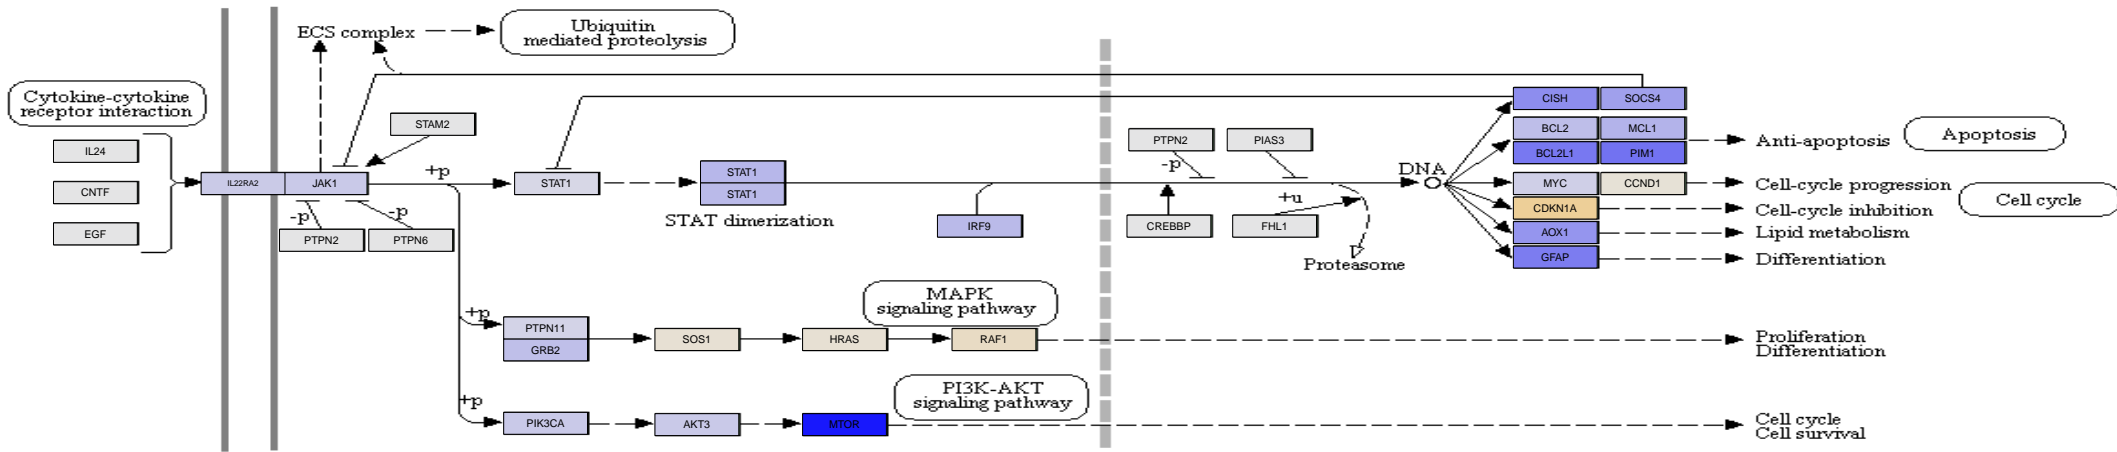 Ubiquitin
mediated proteolysis
ECS complex
Cytokine-cytokine
receptor interaction
CISH
SOCS4
STAM2
BCL2
MCL1
PTPN2
PIAS3
Anti-apoptosis
Apoptosis
IL24
BCL2L1
PIM1
-p
DNA
+p
IL22RA2
JAK1
STAT1
STAT1
STAT1
MYC
CCND1
Cell-cycle progression
CNTF
Cell cycle
+u
CDKN1A
Cell-cycle inhibition
-p
-p
STAT dimerization
IRF9
CREBBP
FHL1
AOX1
Lipid metabolism
EGF
PTPN2
PTPN6
GFAP
Differentiation
Proteasome
MAPK
signaling pathway
+p
PTPN11
GRB2
SOS1
HRAS
RAF1
Proliferation
Differentiation
PI3K-AKT
signaling pathway
+p
PIK3CA
AKT3
MTOR
Cell cycle
Cell survival